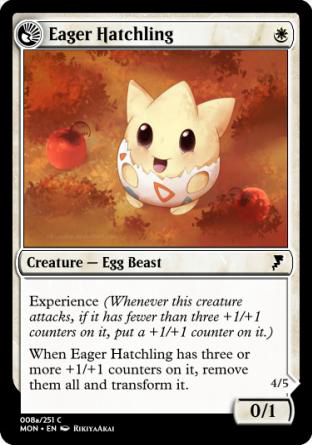 Eager Hatchling
Creature — Egg Beast
Experience (Whenever this creature
attacks, if it has fewer than three +1/+1
counters on it, put a +1/+1 counter on it.)
When Eager Hatchling has three or
more +1/+1 counters on it, remove
them all and transform it.
4/5
0/1
008a/251 C
MON • EN RikiyaAkai